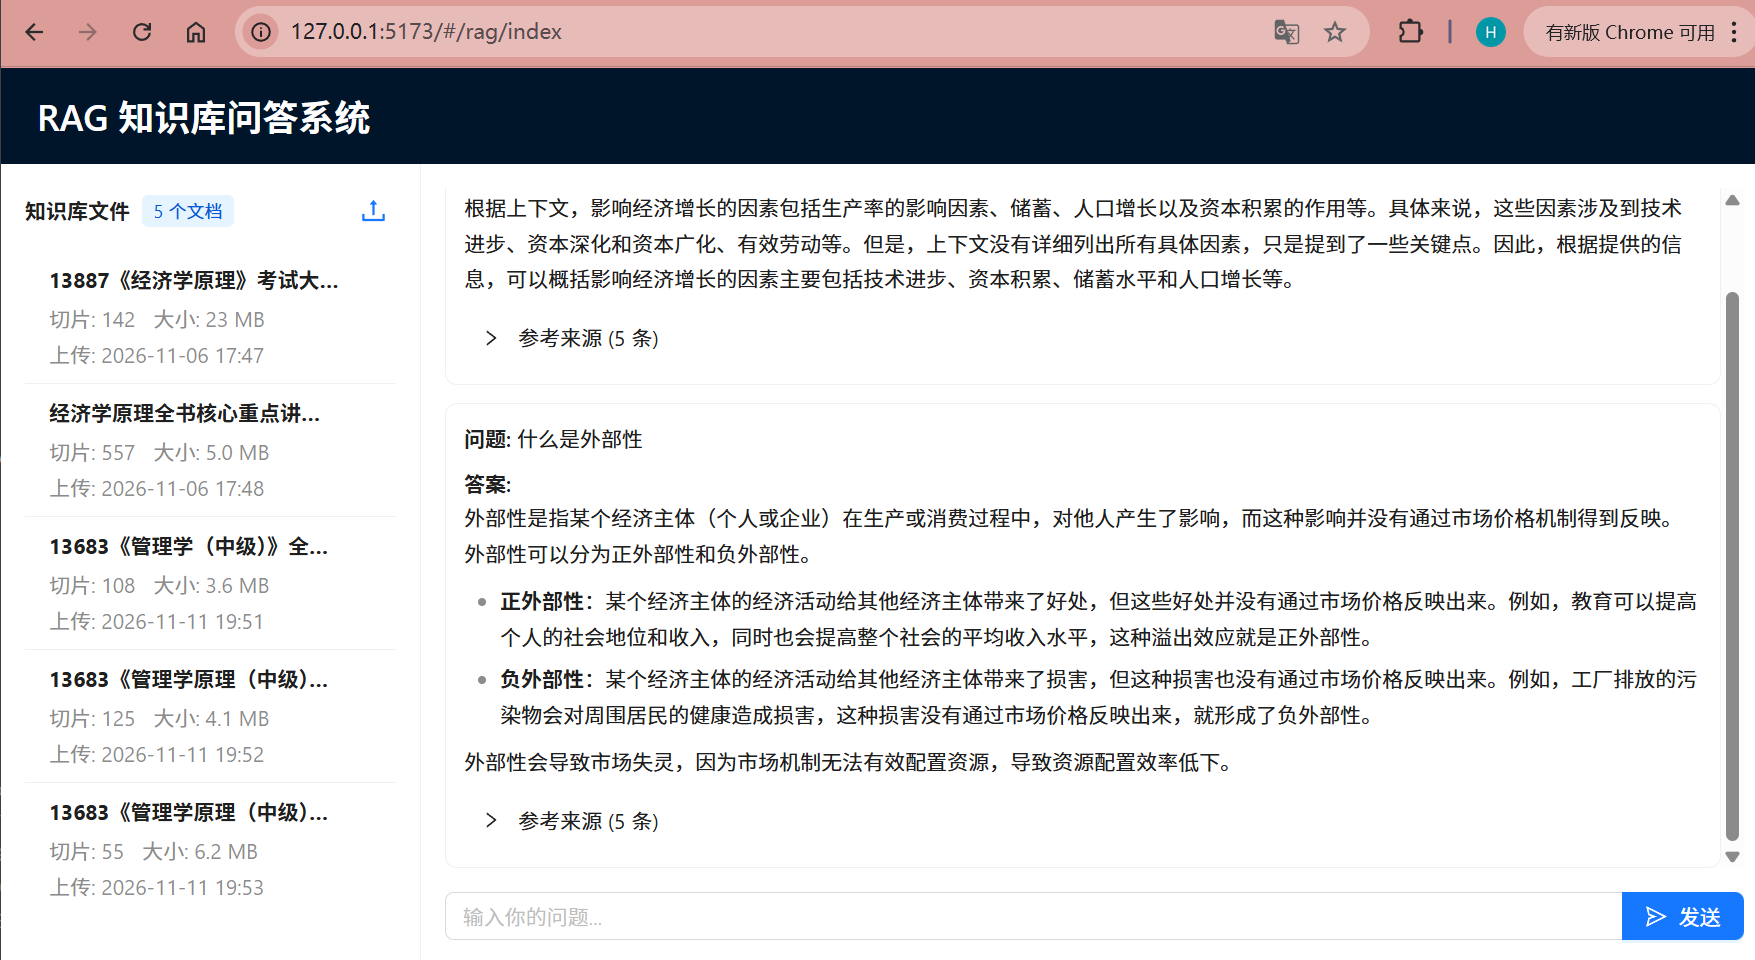 127.0.0.1:5173/#/rag/index
H
有新版 Chrome 可用
RAG 知识库问答系统
知识库文件 5 个文档
13887《经济学原理》考试大...
切片: 142 大小: 23 MB
上传: 2026-11-06 17:47
经济学原理全书核心重点讲...
切片: 557 大小: 5.0 MB
上传: 2026-11-06 17:48
13683《管理学（中级）》全...
切片: 108 大小: 3.6 MB
上传: 2026-11-11 19:51
13683《管理学原理（中级）...
切片: 125 大小: 4.1 MB
上传: 2026-11-11 19:52
13683《管理学原理（中级）...
切片: 55 大小: 6.2 MB
上传: 2026-11-11 19:53
根据上下文，影响经济增长的因素包括生产率的影响因素、储蓄、人口增长以及资本积累的作用等。具体来说，这些因素涉及到技术
进步、资本深化和资本广化、有效劳动等。但是，上下文没有详细列出所有具体因素，只是提到了一些关键点。因此，根据提供的信
息，可以概括影响经济增长的因素主要包括技术进步、资本积累、储蓄水平和人口增长等。
参考来源 (5 条)
问题: 什么是外部性
答案:
外部性是指某个经济主体（个人或企业）在生产或消费过程中，对他人产生了影响，而这种影响并没有通过市场价格机制得到反映。
外部性可以分为正外部性和负外部性。
正外部性：某个经济主体的经济活动给其他经济主体带来了好处，但这些好处并没有通过市场价格反映出来。例如，教育可以提高
个人的社会地位和收入，同时也会提高整个社会的平均收入水平，这种溢出效应就是正外部性。
负外部性：某个经济主体的经济活动给其他经济主体带来了损害，但这种损害也没有通过市场价格反映出来。例如，工厂排放的污
染物会对周围居民的健康造成损害，这种损害没有通过市场价格反映出来，就形成了负外部性。
外部性会导致市场失灵，因为市场机制无法有效配置资源，导致资源配置效率低下。
参考来源 (5 条)
输入你的问题...
发送